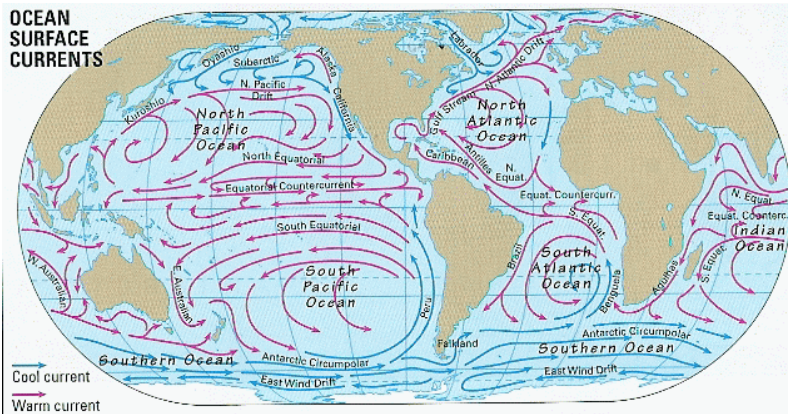 OCEAN
SURFACE
CURRENTS
Oyashio
Subarctic
Alaska
Labrador
N. Atlantic Drift
Kuroshio
N. Pacific
Drift
California
Gulf Stream
North
Pacific
Ocean
North
Atlantic
Ocean
North Equatorial
Caribbean
Antilles
N.
Equat.
Equatorial Countercurrent
Equat. Countercurr.
N. Equat.
Equat. Counterc.
South Equatorial
S. Equat.
Indian
Ocean
W. Australian
E. Australian
South
Pacific
Ocean
Peru
Brazil
South
Atlantic
Ocean
Benguela
Agulhas
S. Equat.
Falkland
Antarctic Circumpolar
Southern Ocean
Antarctic Circumpolar
Southern Ocean
East Wind Drift
East Wind Drift
Cool current
Warm current